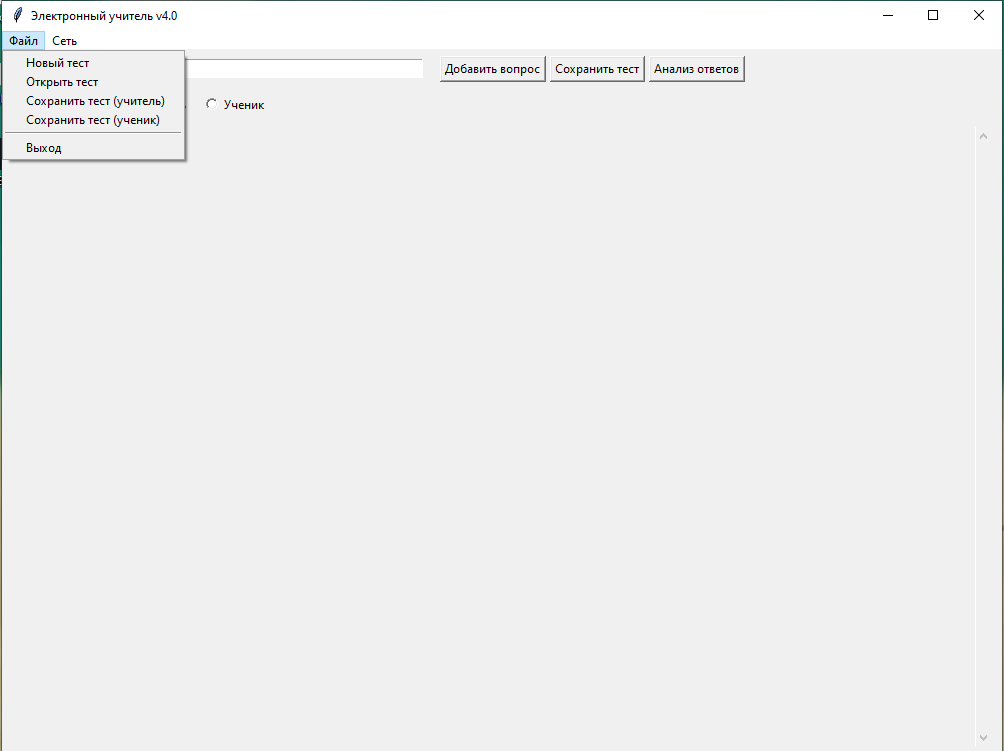 Электронный учитель v4.0
Файл Сеть
Новый тест
Открыть тест
Сохранить тест (учитель)
Сохранить тест (ученик)
Выход
Добавить вопрос Сохранить тест Анализ ответов
Ученик